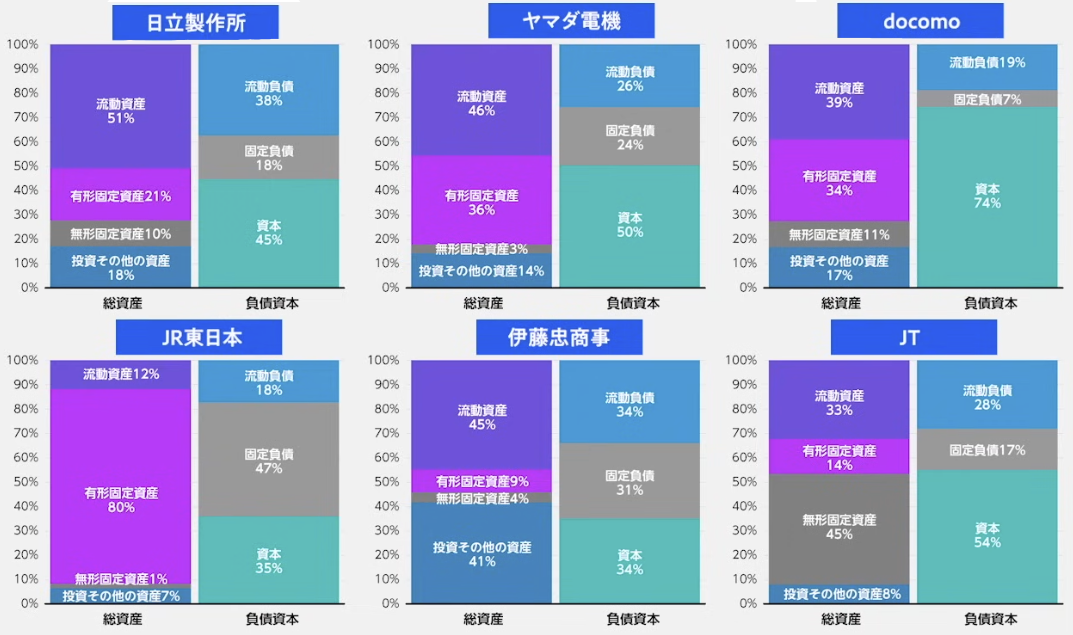 日立製作所
100%
90%
80%
70%
60%
50%
40%
30%
20%
10%
0%
流動資産
51%
有形固定資産21%
無形固定資産10%
投資その他の資産
18%
流動負債
38%
固定負債
18%
資本
45%
総資産
負債資本
ヤマダ電機
100%
90%
80%
70%
60%
50%
40%
30%
20%
10%
0%
流動資産
46%
有形固定資産
36%
無形固定資産3%
投資その他の資産14%
流動負債
26%
固定負債
24%
資本
50%
総資産
負債資本
docomo
100%
90%
80%
70%
60%
50%
40%
30%
20%
10%
0%
流動資産
39%
有形固定資産
34%
無形固定資産11%
投資その他の資産
17%
流動負債19%
固定負債7%
資本
74%
総資産
負債資本
JR東日本
100%
90%
80%
70%
60%
50%
40%
30%
20%
10%
0%
流動資産12%
有形固定資産
80%
無形固定資産1%
投資その他の資産7%
流動負債
18%
固定負債
47%
資本
35%
総資産
負債資本
伊藤忠商事
100%
90%
80%
70%
60%
50%
40%
30%
20%
10%
0%
流動資産
45%
有形固定資産9%
無形固定資産4%
投資その他の資産
41%
流動負債
34%
固定負債
31%
資本
34%
総資産
負債資本
JT
100%
90%
80%
70%
60%
50%
40%
30%
20%
10%
0%
流動資産
33%
有形固定資産
14%
無形固定資産
45%
投資その他の資産8%
流動負債
28%
固定負債17%
資本
54%
総資産
負債資本